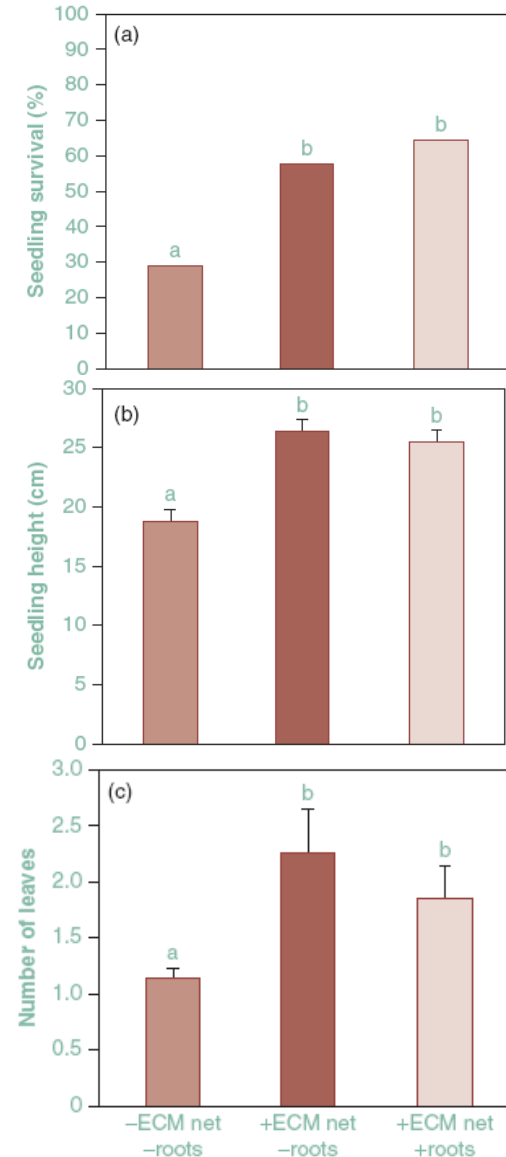 (a)
Seedling survival (%)
100
90
80
70
60
50
40
30
20
10
0
a
b
b
(b)
Seedling height (cm)
30
25
20
15
10
5
0
a
b
b
(c)
Number of leaves
3.0
2.5
2.0
1.5
1.0
0.5
0
a
b
b
–ECM net
–roots
+ECM net
–roots
+ECM net
+roots